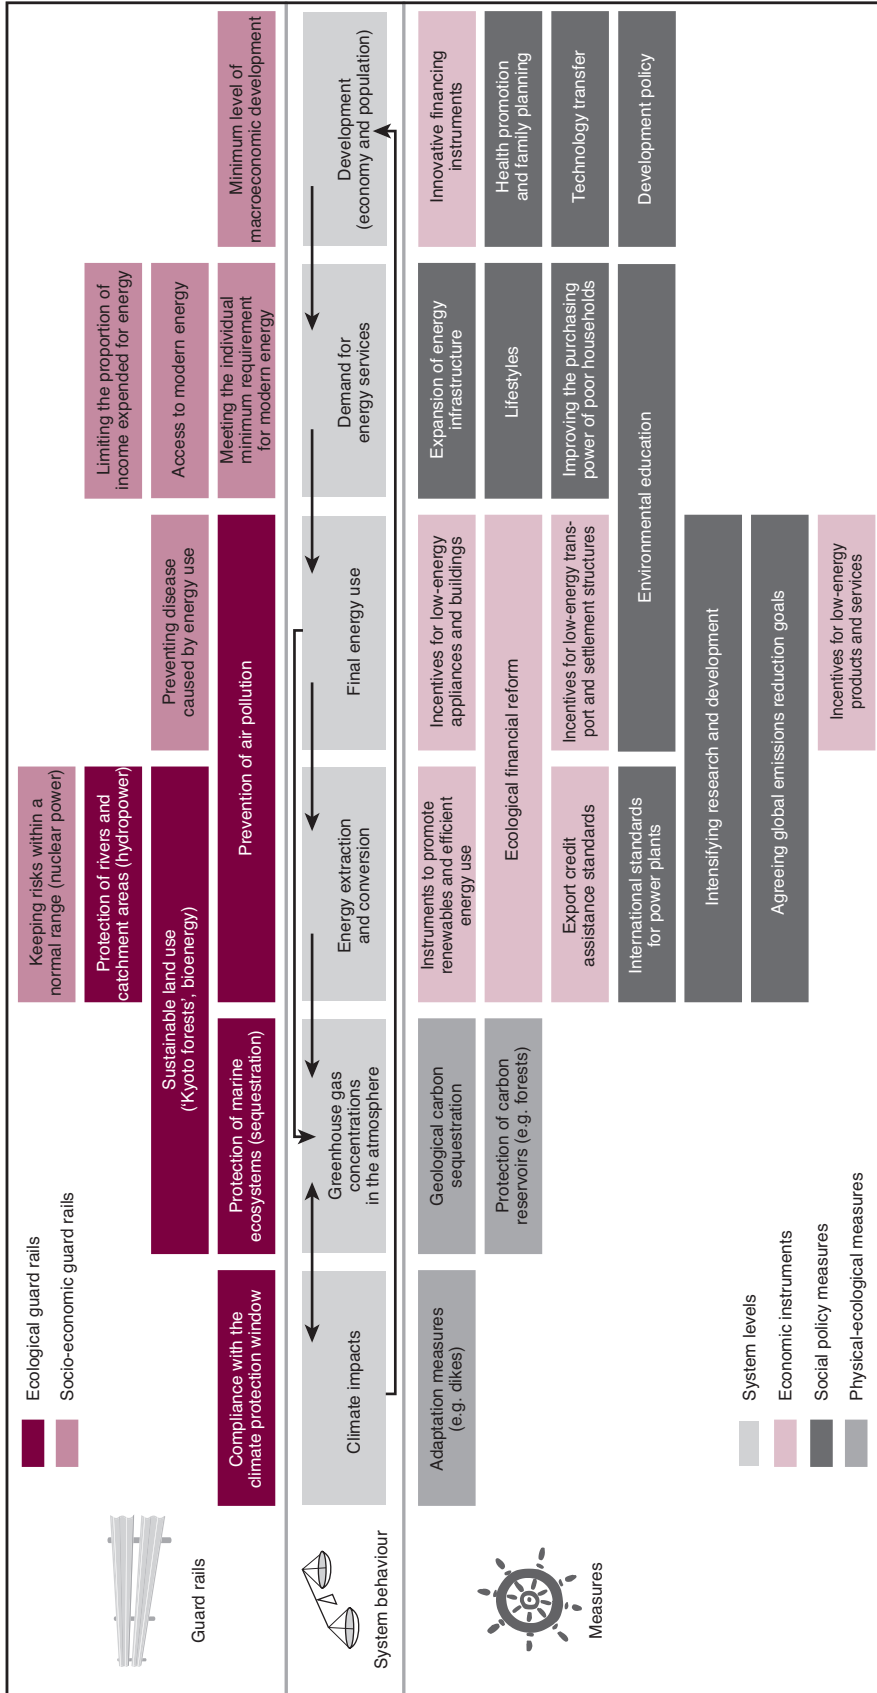 Ecological guard rails
Socio-economic guard rails
Guard rails
Keeping risks within a
normal range (nuclear power)
Protection of rivers and
catchment areas (hydropower)
Limiting the proportion of
income expended for energy
Sustainable land use
(‘Kyoto forests’, bioenergy)
Preventing disease
caused by energy use
Access to modern energy
Compliance with the
climate protection window
Protection of marine
ecosystems (sequestration)
Prevention of air pollution
Meeting the individual
minimum requirement
for modern energy
Minimum level of
macroeconomic development
System behaviour
Climate impacts
Greenhouse gas
concentrations
in the atmosphere
Energy extraction
and conversion
Final energy use
Demand for
energy services
Development
(economy and population)
Measures
Adaptation measures
(e.g. dikes)
Geological carbon
sequestration
Instruments to promote
renewables and efficient
energy use
Incentives for low-energy
appliances and buildings
Expansion of energy
infrastructure
Innovative financing
instruments
Protection of carbon
reservoirs (e.g. forests)
Ecological financial reform
Lifestyles
Health promotion
and family planning
Export credit
assistance standards
Incentives for low-energy trans-
port and settlement structures
Improving the purchasing
power of poor households
Technology transfer
International standards
for power plants
Environmental education
Development policy
Intensifying research and development
Agreeing global emissions reduction goals
Incentives for low-energy
products and services
System levels
Economic instruments
Social policy measures
Physical-ecological measures